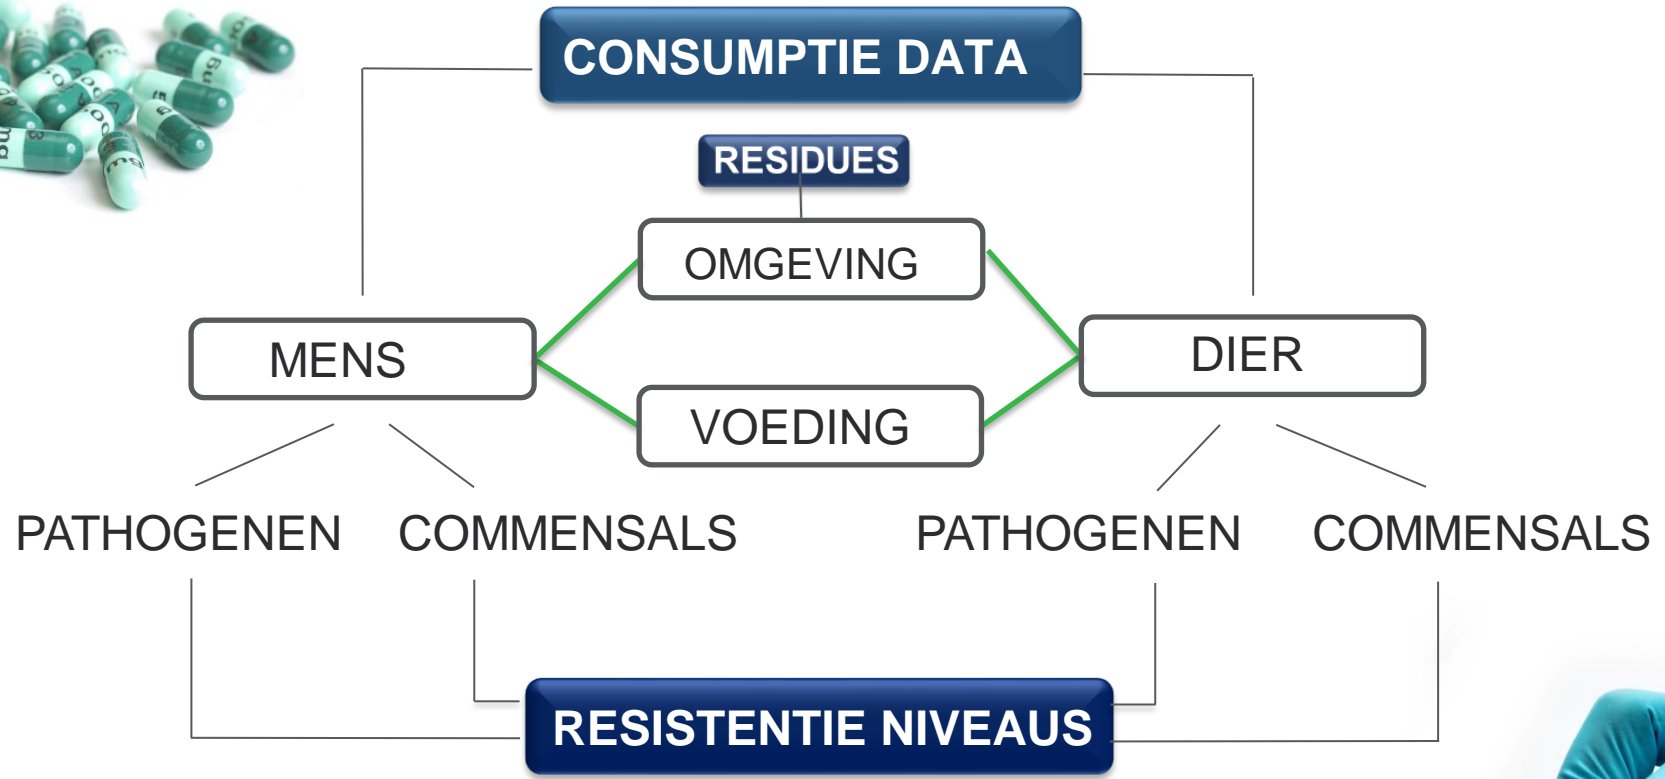 CONSUMPTIE DATA
RESIDUES
OMGEVING
MENS
DIER
VOEDING
PATHOGENEN
COMMENSALS
PATHOGENEN
COMMENSALS
RESISTENTIE NIVEAUS